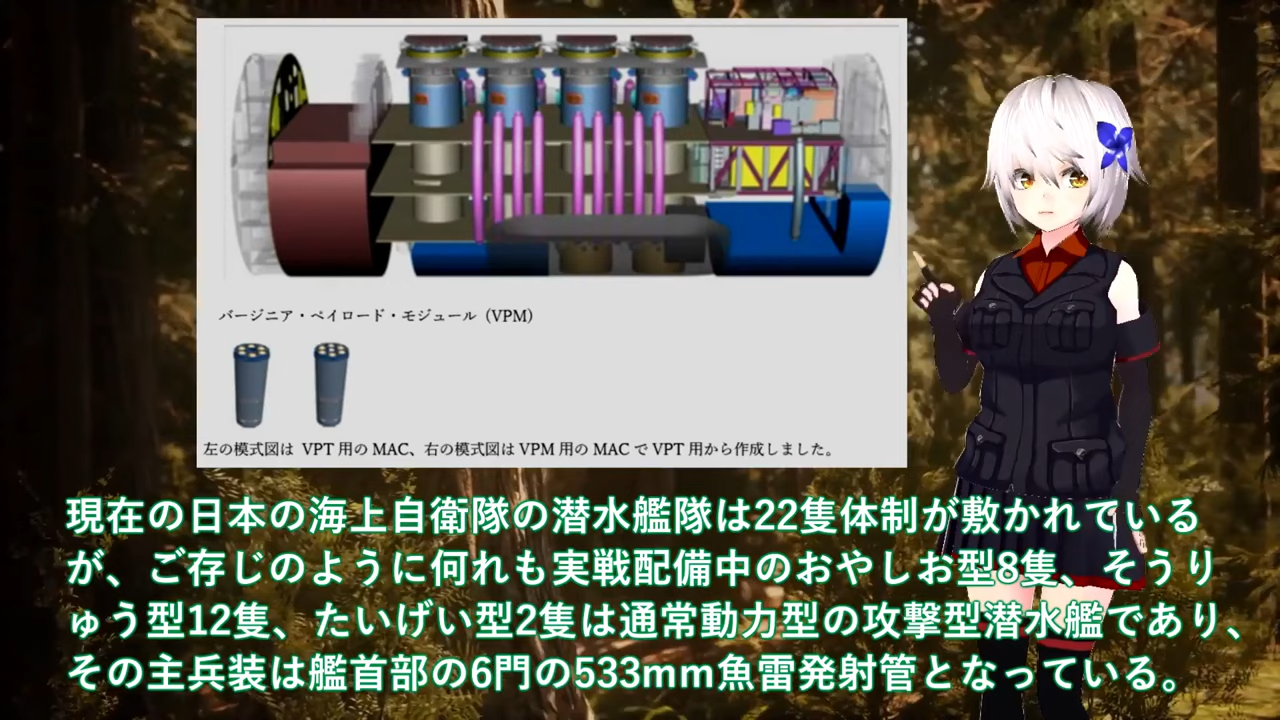 バージニア・ペイロード・モジュール（VPM）
左の模式図は VPT 用の MAC、右の模式図は VPM 用の MAC で VPT 用から作成しました。
現在の日本の海上自衛隊の潜水艦隊は22隻体制が敷かれている
が、ご存じのように何れも実戦配備中のおやしお型8隻、そうり
ゅう型12隻、たいげい型2隻は通常動力型の攻撃型潜水艦であり、
その主兵装は艦首部の6門の533mm魚雷発射管となっている。